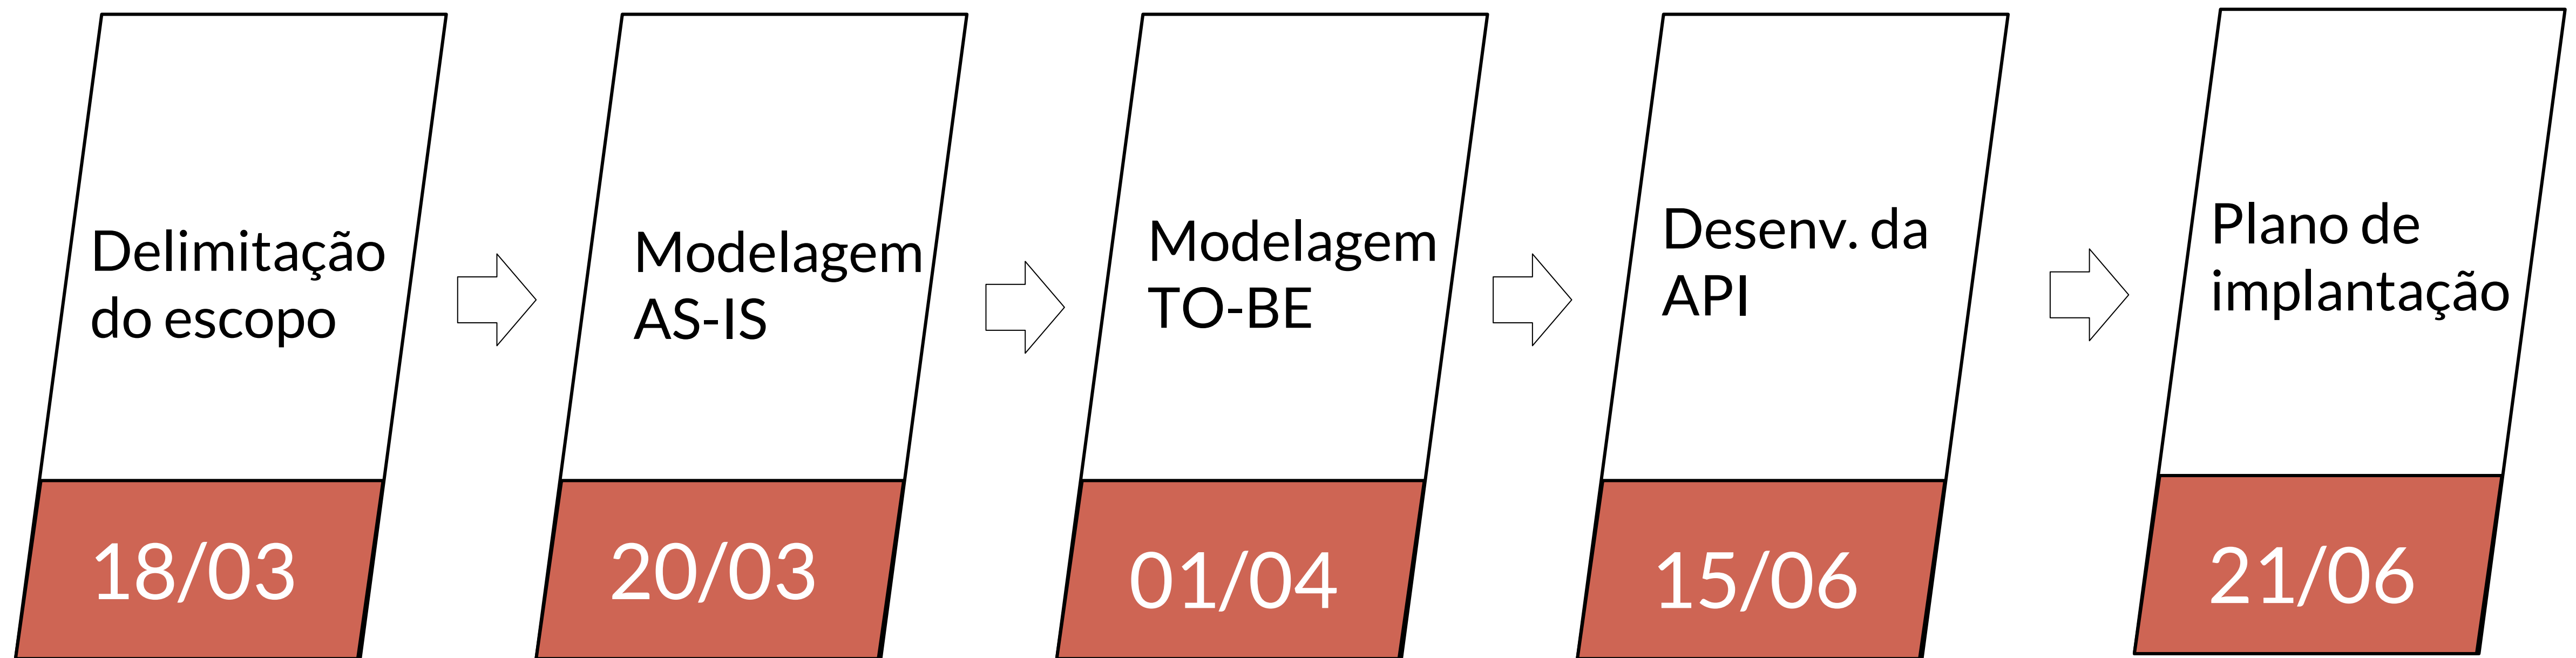 Delimitação
do escopo
18/03
Modelagem
AS-IS
20/03
Modelagem
TO-BE
01/04
Desenv. da
API
15/06
Plano de
implantação
21/06